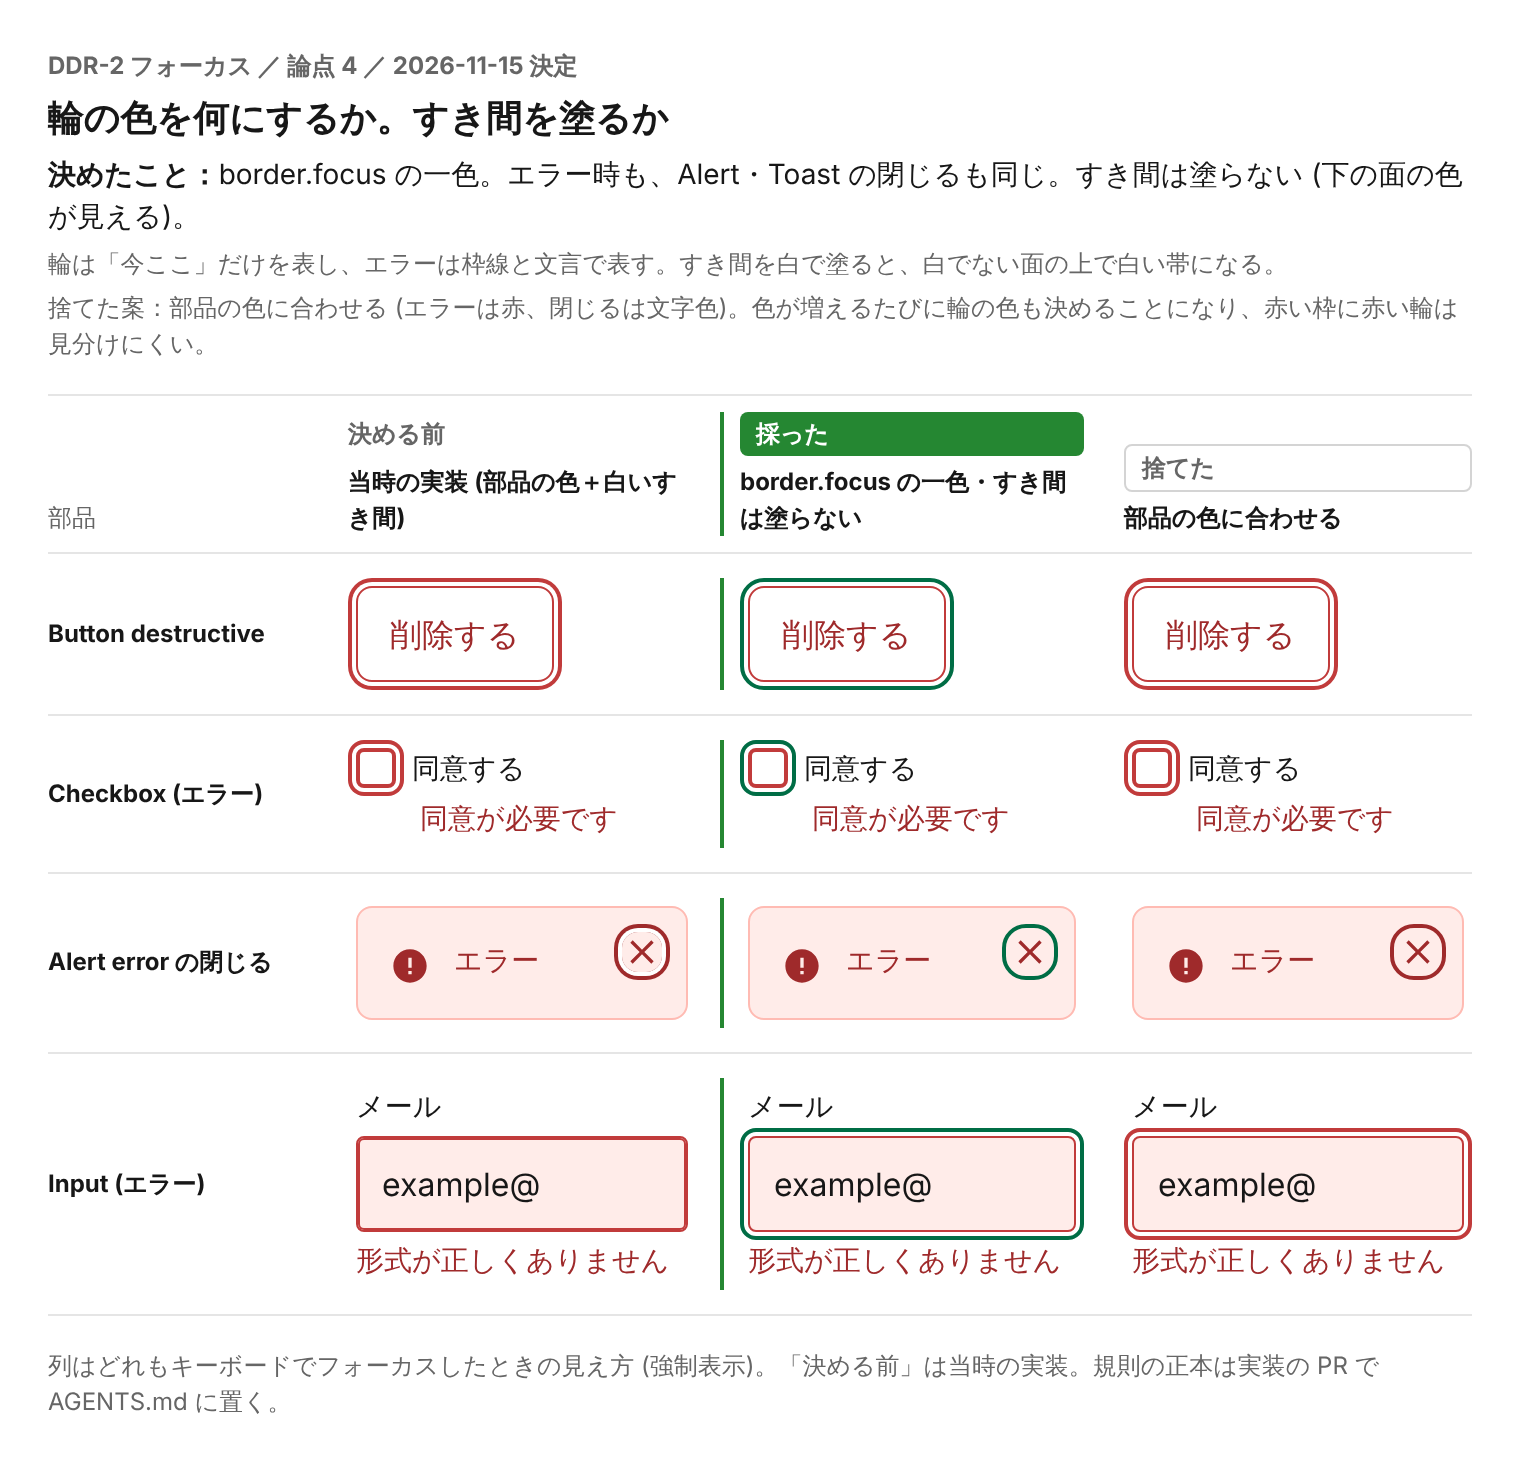 DDR-2 フォーカス ／ 論点 4 ／ 2026-11-15 決定
輪の色を何にするか。すき間を塗るか
決めたこと：border.focus の一色。エラー時も、Alert・Toast の閉じるも同じ。すき間は塗らない (下の面の色
が見える)。
輪は「今ここ」だけを表し、エラーは枠線と文言で表す。すき間を白で塗ると、白でない面の上で白い帯になる。
捨てた案：部品の色に合わせる (エラーは赤、閉じるは文字色)。色が増えるたびに輪の色も決めることになり、赤い枠に赤い輪は
見分けにくい。
部品
決める前
当時の実装 (部品の色＋白いす
き間)
採った
border.focus の一色・すき間
は塗らない
捨てた
部品の色に合わせる
Button destructive
削除する
削除する
削除する
Checkbox (エラー)
同意する
同意が必要です
同意する
同意が必要です
同意する
同意が必要です
Alert error の閉じる
エラー
エラー
エラー
Input (エラー)
メール
example@
形式が正しくありません
メール
example@
形式が正しくありません
メール
example@
形式が正しくありません
列はどれもキーボードでフォーカスしたときの見え方 (強制表示)。「決める前」は当時の実装。規則の正本は実装の PR で
AGENTS.md に置く。